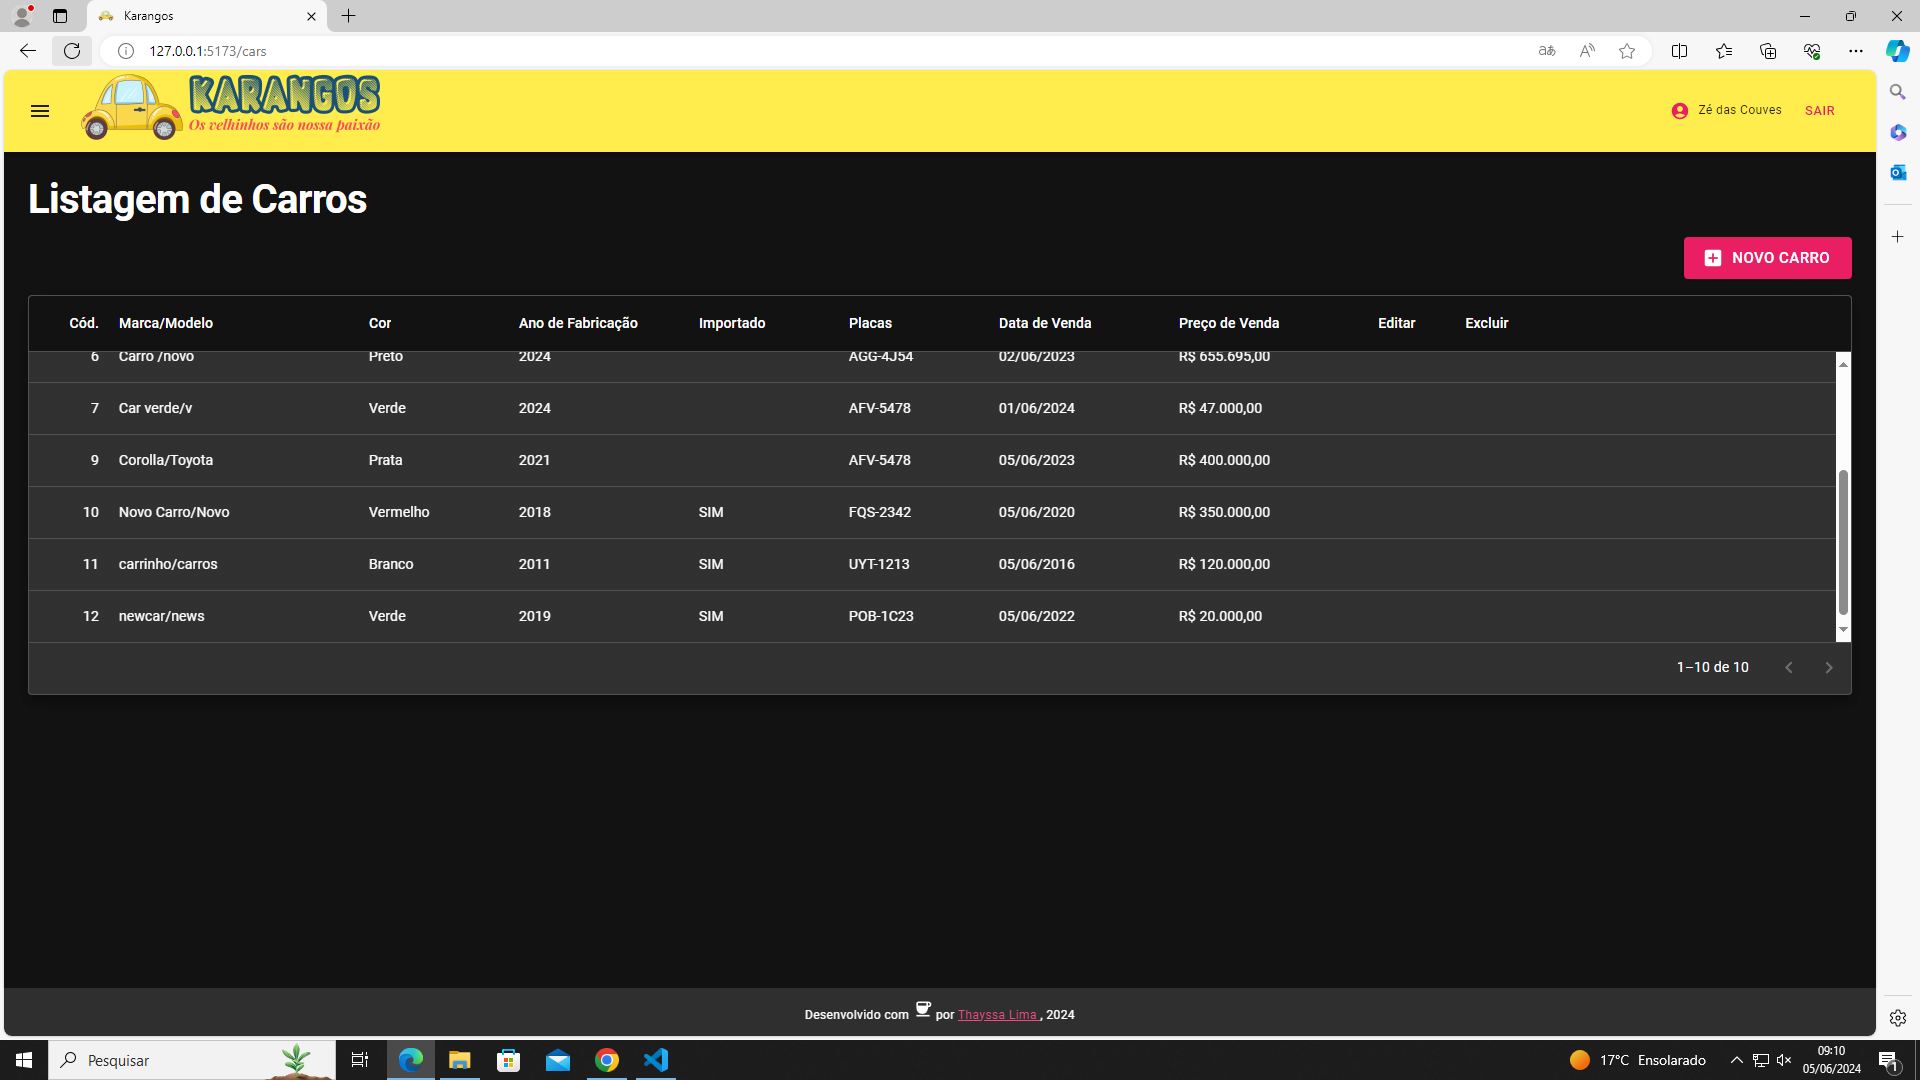 Karangos
127.0.0.1:5173/cars
KARANGOS
Os velhinhos são nossa paixão
Zé das Couves SAIR
Listagem de Carros
NOVO CARRO
Cód. Marca/Modelo Cor Ano de Fabricação Importado Placas Data de Venda Preço de Venda Editar Excluir
6 Carro /novo Preto 2024 AGG-4J54 02/06/2023 R$ 655.695,00
7 Car verde/v Verde 2024 AFV-5478 01/06/2024 R$ 47.000,00
9 Corolla/Toyota Prata 2021 AFV-5478 05/06/2023 R$ 400.000,00
10 Novo Carro/Novo Vermelho 2018 SIM FQS-2342 05/06/2020 R$ 350.000,00
11 carrinho/carros Branco 2011 SIM UYT-1213 05/06/2016 R$ 120.000,00
12 newcar/news Verde 2019 SIM POB-1C23 05/06/2022 R$ 20.000,00
1–10 de 10
Desenvolvido com por Thayssa Lima , 2024
Pesquisar
17°C Ensolarado
09:10
05/06/2024
1